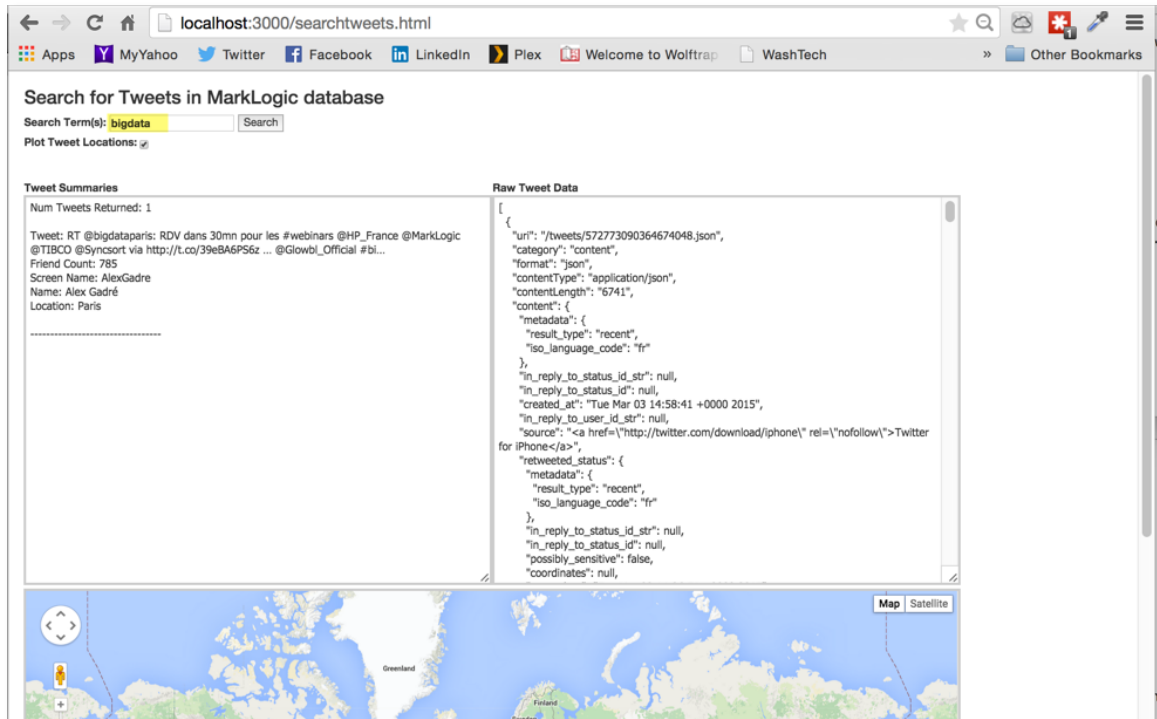 localhost:3000/searchtweets.html
Apps MyYahoo Twitter Facebook LinkedIn Plex Welcome to Wolftrap WashTech » Other Bookmarks
Search for Tweets in MarkLogic database
Search Term(s): bigdata Search
Plot Tweet Locations:
Tweet Summaries
Num Tweets Returned: 1
Tweet: RT @bigdataparis: RDV dans 30mn pour les #webinars @HP_France @MarkLogic
@TIBCO @Syncsort via http://t.co/39eBA6PS6z ... @Glowbl_Official #bi...
Friend Count: 785
Screen Name: AlexGadre
Name: Alex Gadré
Location: Paris
---------------------------------
Raw Tweet Data
[
{
"uri": "/tweets/572773090364674048.json",
"category": "content",
"format": "json",
"contentType": "application/json",
"contentLength": "6741",
"content": {
"metadata": {
"result_type": "recent",
"iso_language_code": "fr"
},
"in_reply_to_status_id_str": null,
"in_reply_to_status_id": null,
"created_at": "Tue Mar 03 14:58:41 +0000 2015",
"in_reply_to_user_id_str": null,
"source": "<a href=\"http://twitter.com/download/iphone\" rel=\"nofollow\">Twitter
for iPhone</a>",
"retweeted_status": {
"metadata": {
"result_type": "recent",
"iso_language_code": "fr"
},
"in_reply_to_status_id_str": null,
"in_reply_to_status_id": null,
"possibly_sensitive": false,
"coordinates": null,
Map Satellite
Greenland
Finland